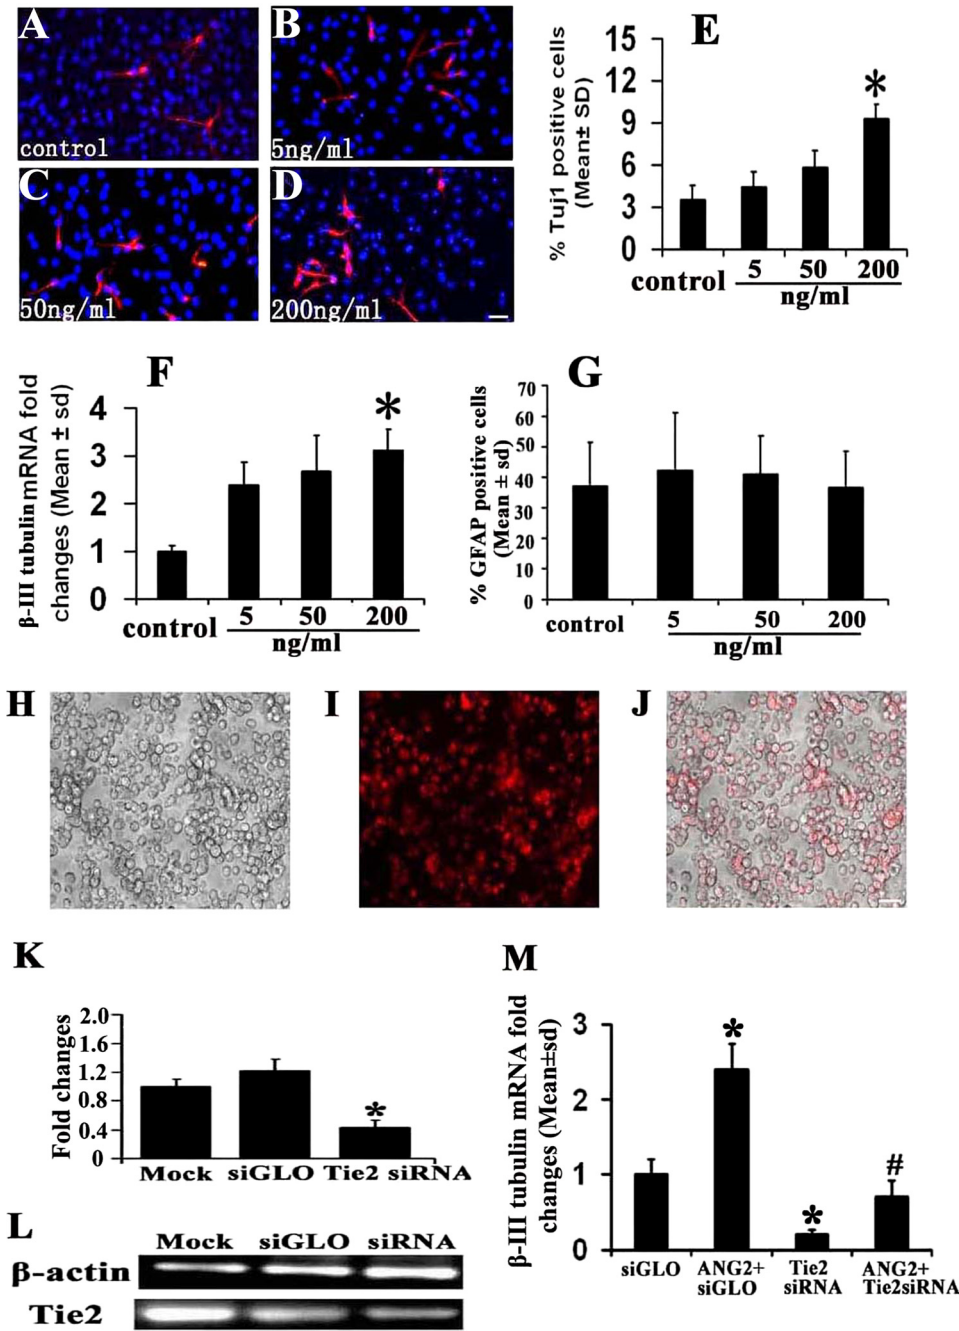 A
control
B
5ng/ml
C
50ng/ml
D
200ng/ml
E
% Tuj1 positive cells
(Mean± SD)
15
12
9
6
3
0
*
control
5 50 200
ng/ml
F
β-III tubulin mRNA fold
changes (Mean ± sd)
4
3
2
1
0
*
control
5 50 200
ng/ml
G
% GFAP positive cells
(Mean ± sd)
70
60
50
40
30
20
10
0
control
5 50 200
ng/ml
H
I
J
K
Fold changes
2.0
1.6
1.2
0.8
0.4
0
*
Mock siGLO Tie2 siRNA
L
Mock siGLO siRNA
β-actin
Tie2
M
β-III tubulin mRNA fold
changes (Mean±sd)
3
2
1
0
*
*
#
siGLO
ANG2+
siGLO
Tie2
siRNA
ANG2+
Tie2siRNA